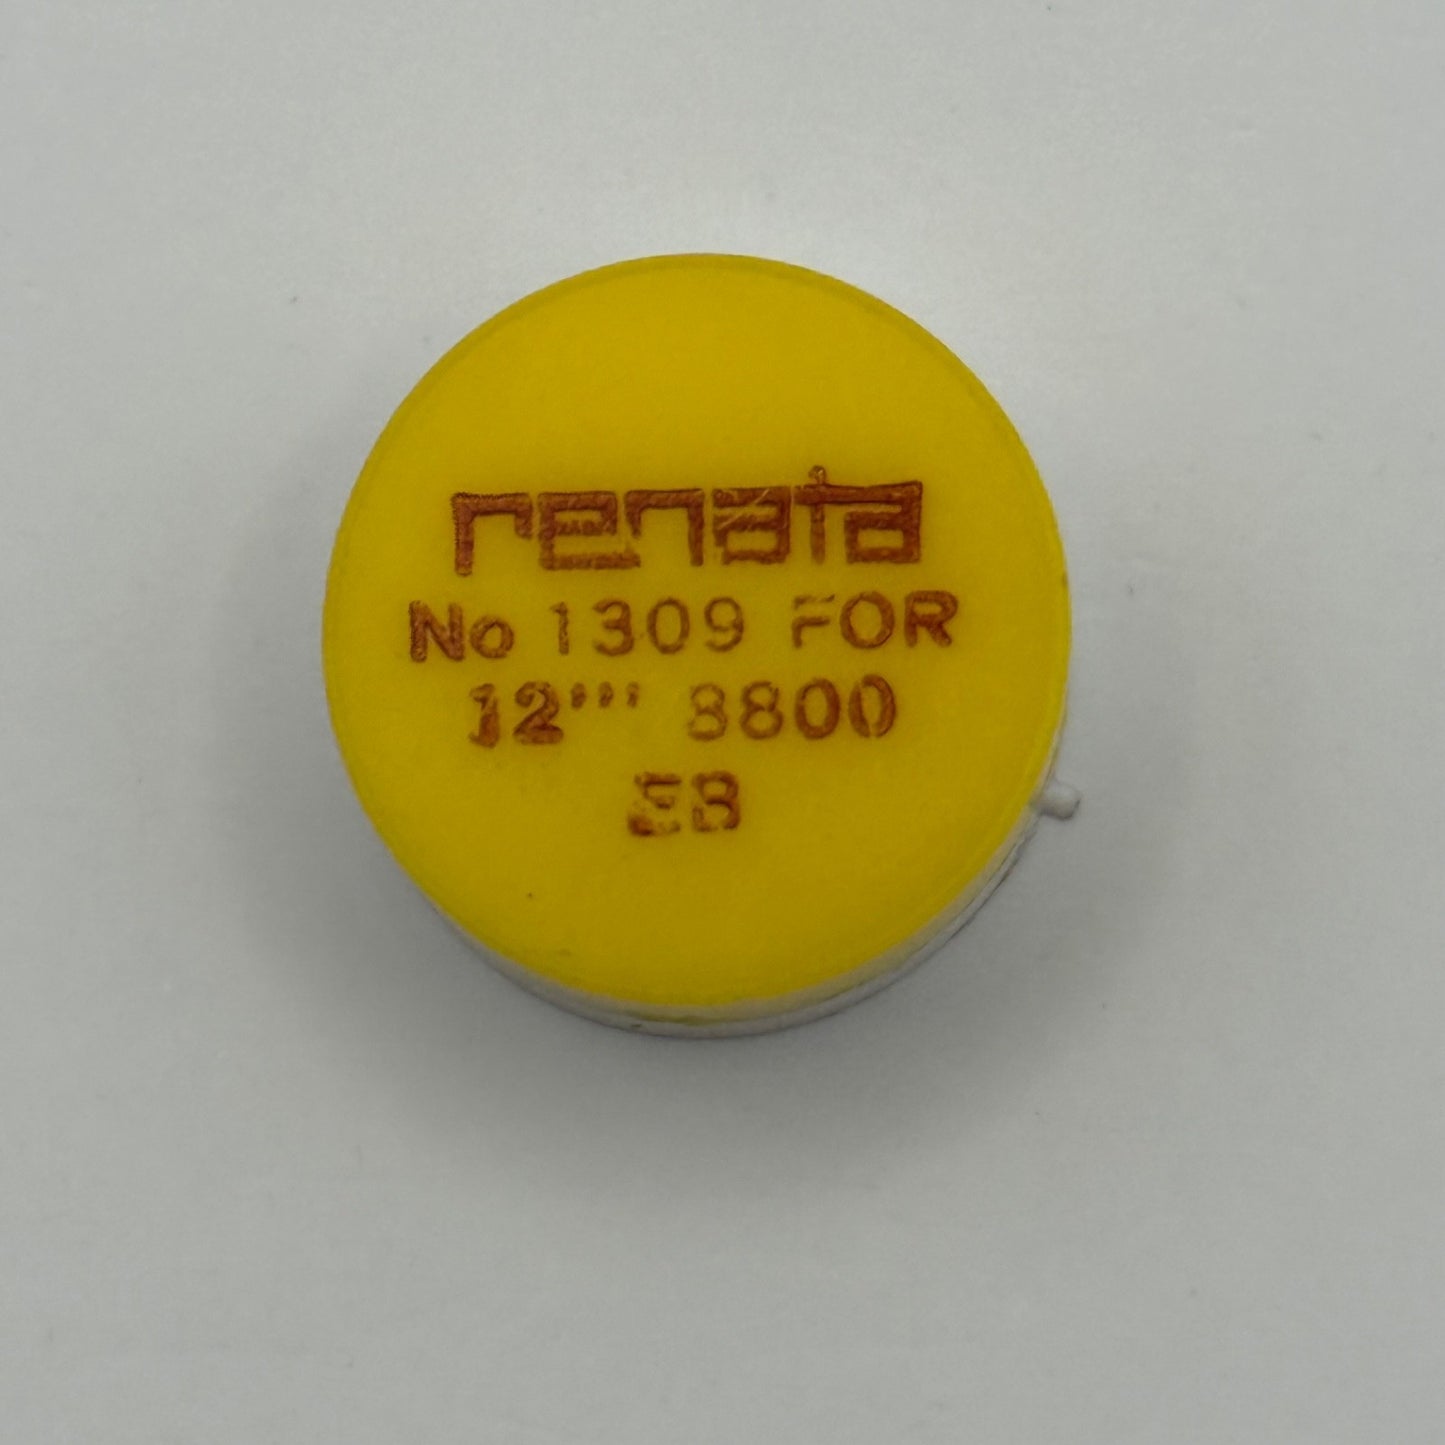 renata
No 1309 FOR
12''' 8800
EB